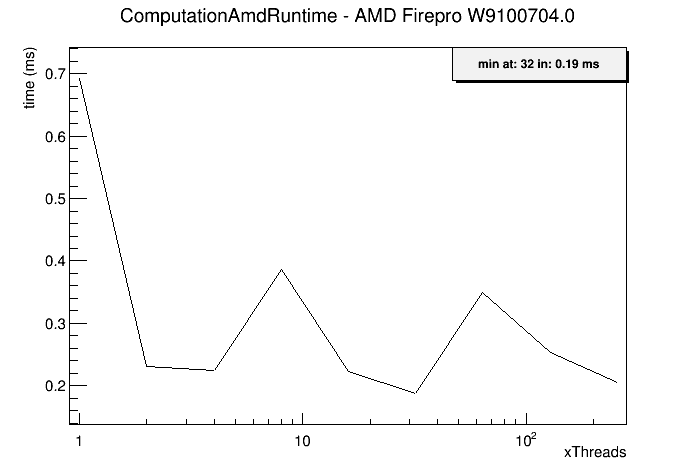 ComputationAmdRuntime - AMD Firepro W9100704.0
time (ms)
min at: 32 in: 0.19 ms
0.7
0.6
0.5
0.4
0.3
0.2
1
10
10²
xThreads